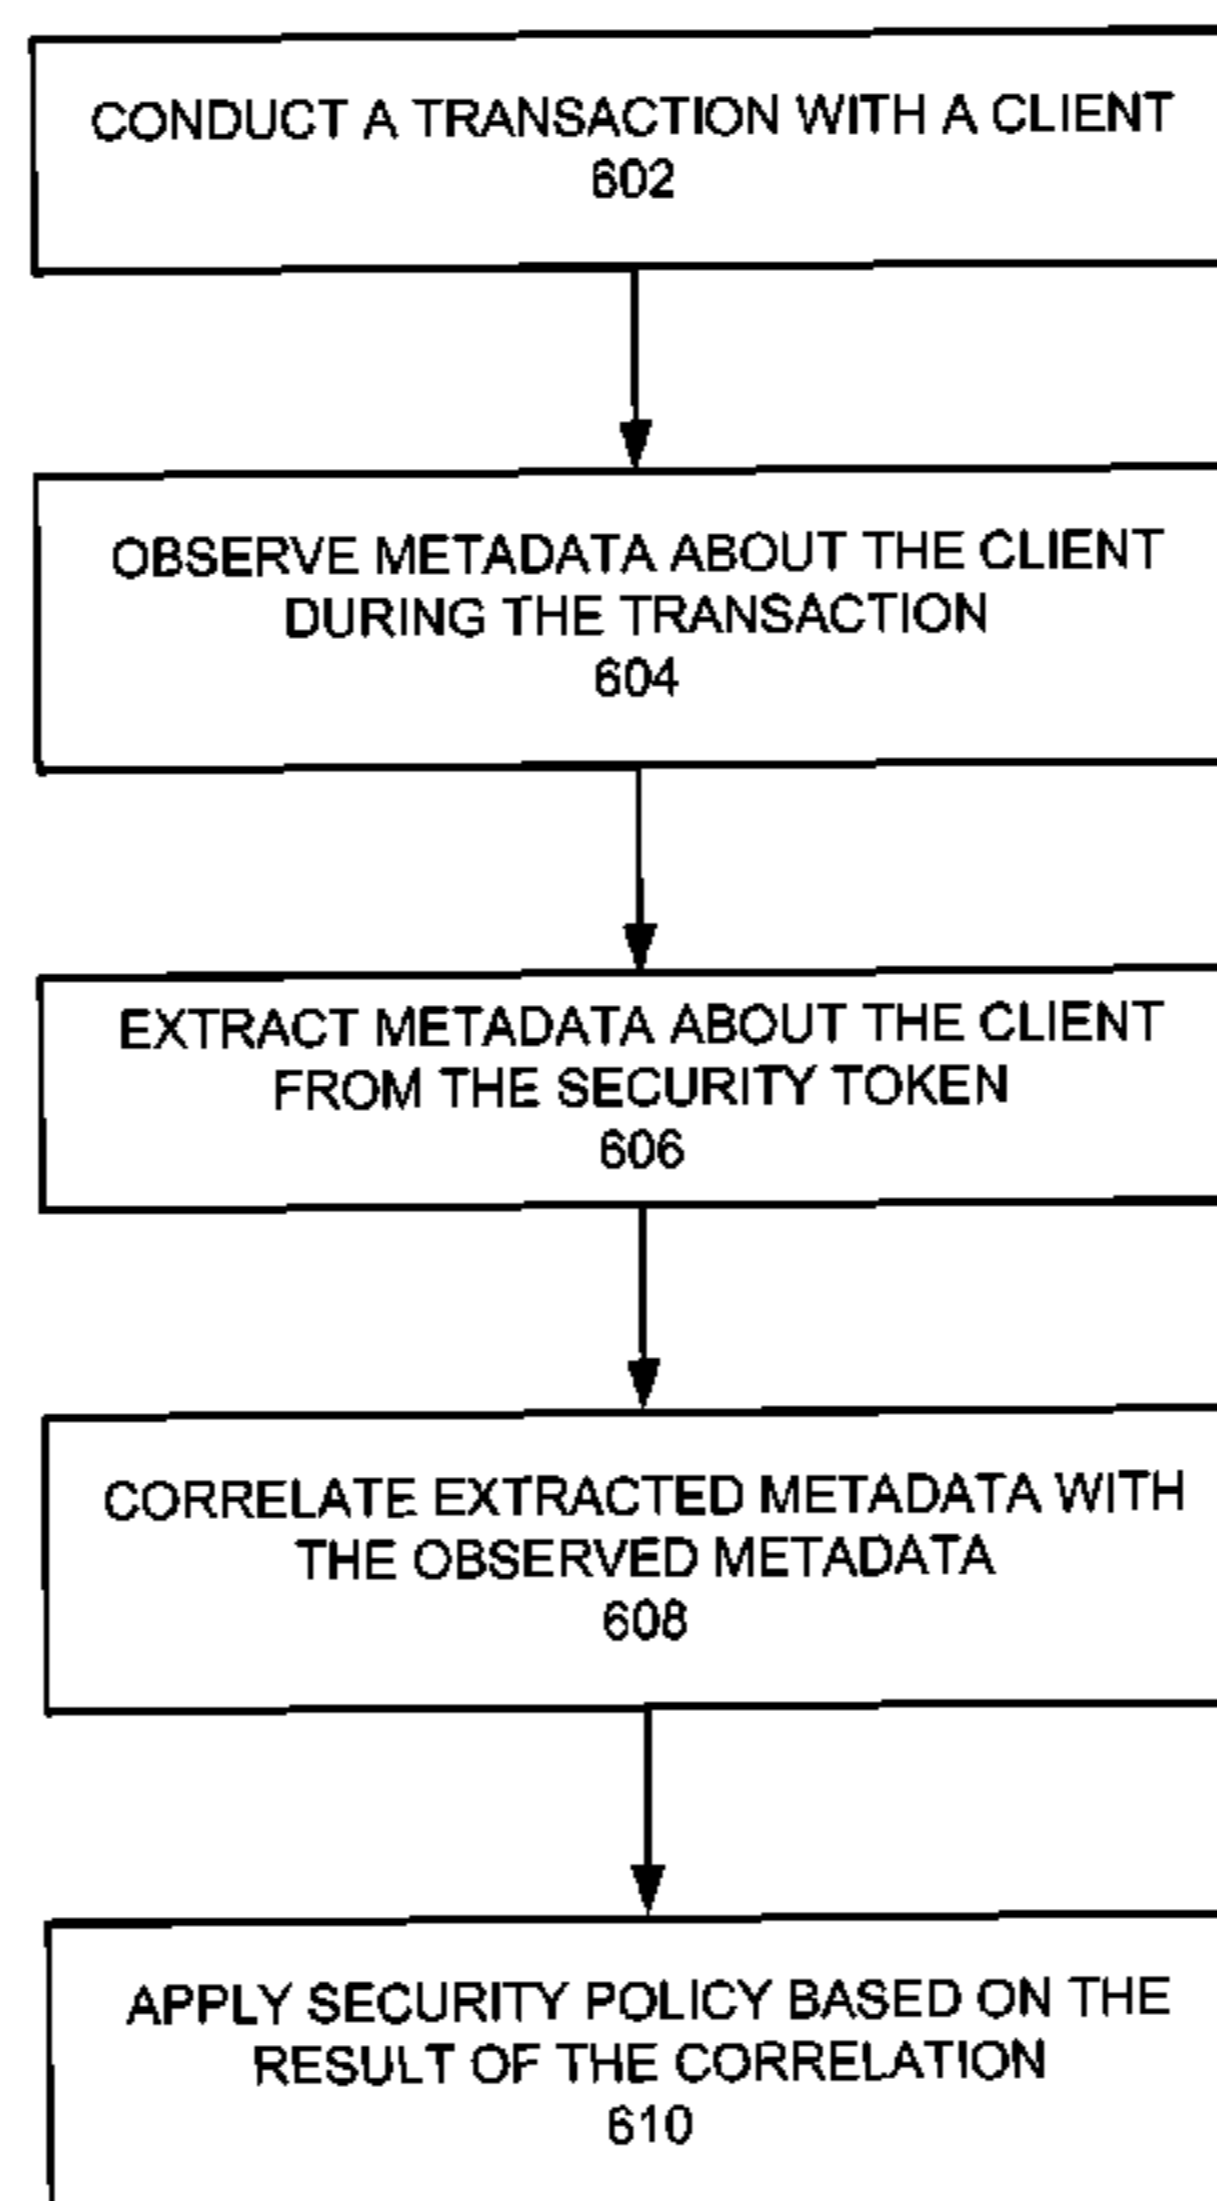 CONDUCT A TRANSACTION WITH A CLIENT
602
OBSERVE METADATA ABOUT THE CLIENT
DURING THE TRANSACTION
604
EXTRACT METADATA ABOUT THE CLIENT
FROM THE SECURITY TOKEN
606
CORRELATE EXTRACTED METADATA WITH
THE OBSERVED METADATA
608
APPLY SECURITY POLICY BASED ON THE
RESULT OF THE CORRELATION
610